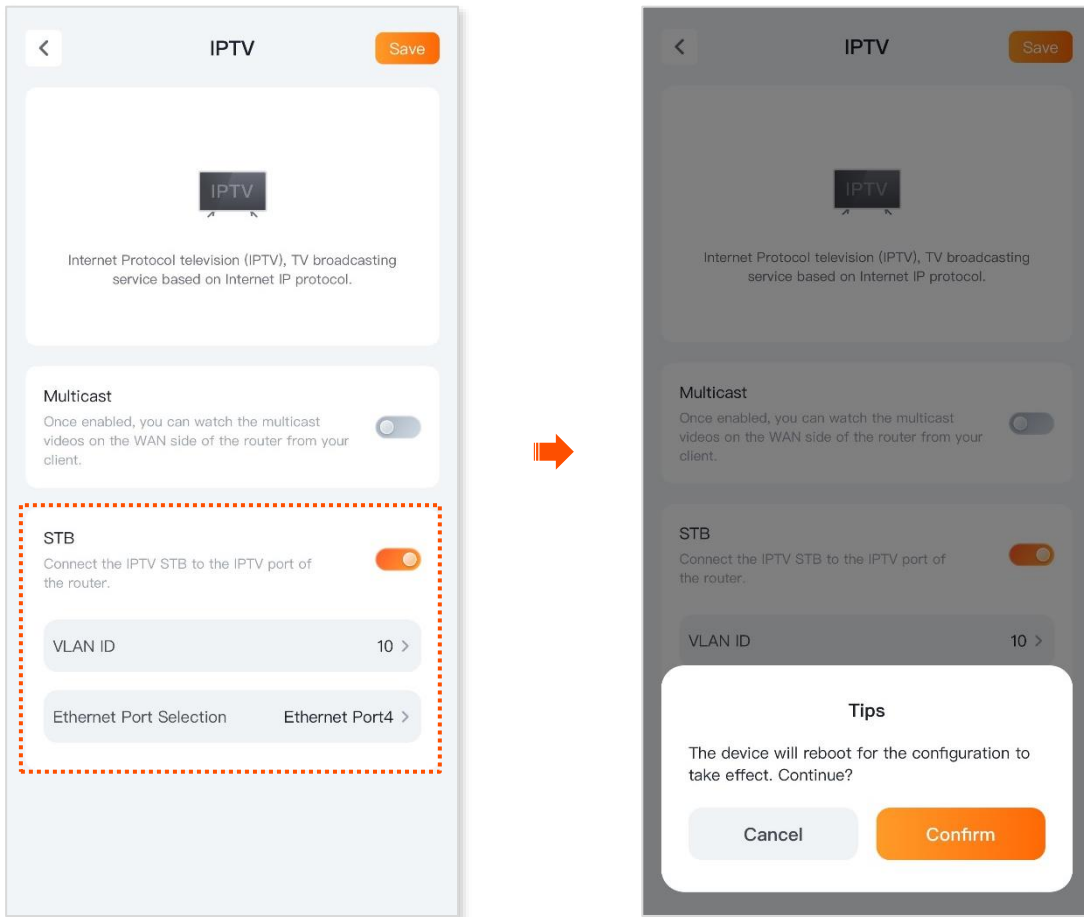 IPTV
Save
IPTV
Internet Protocol television (IPTV), TV broadcasting
service based on Internet IP protocol.
Multicast
Once enabled, you can watch the multicast
videos on the WAN side of the router from your
client.
STB
Connect the IPTV STB to the IPTV port of
the router.
VLAN ID 10
Ethernet Port Selection Ethernet Port4
IPTV
Save
IPTV
Internet Protocol television (IPTV), TV broadcasting
service based on Internet IP protocol.
Multicast
Once enabled, you can watch the multicast
videos on the WAN side of the router from your
client.
STB
Connect the IPTV STB to the IPTV port of
the router.
VLAN ID 10
Tips
The device will reboot for the configuration to
take effect. Continue?
Cancel
Confirm